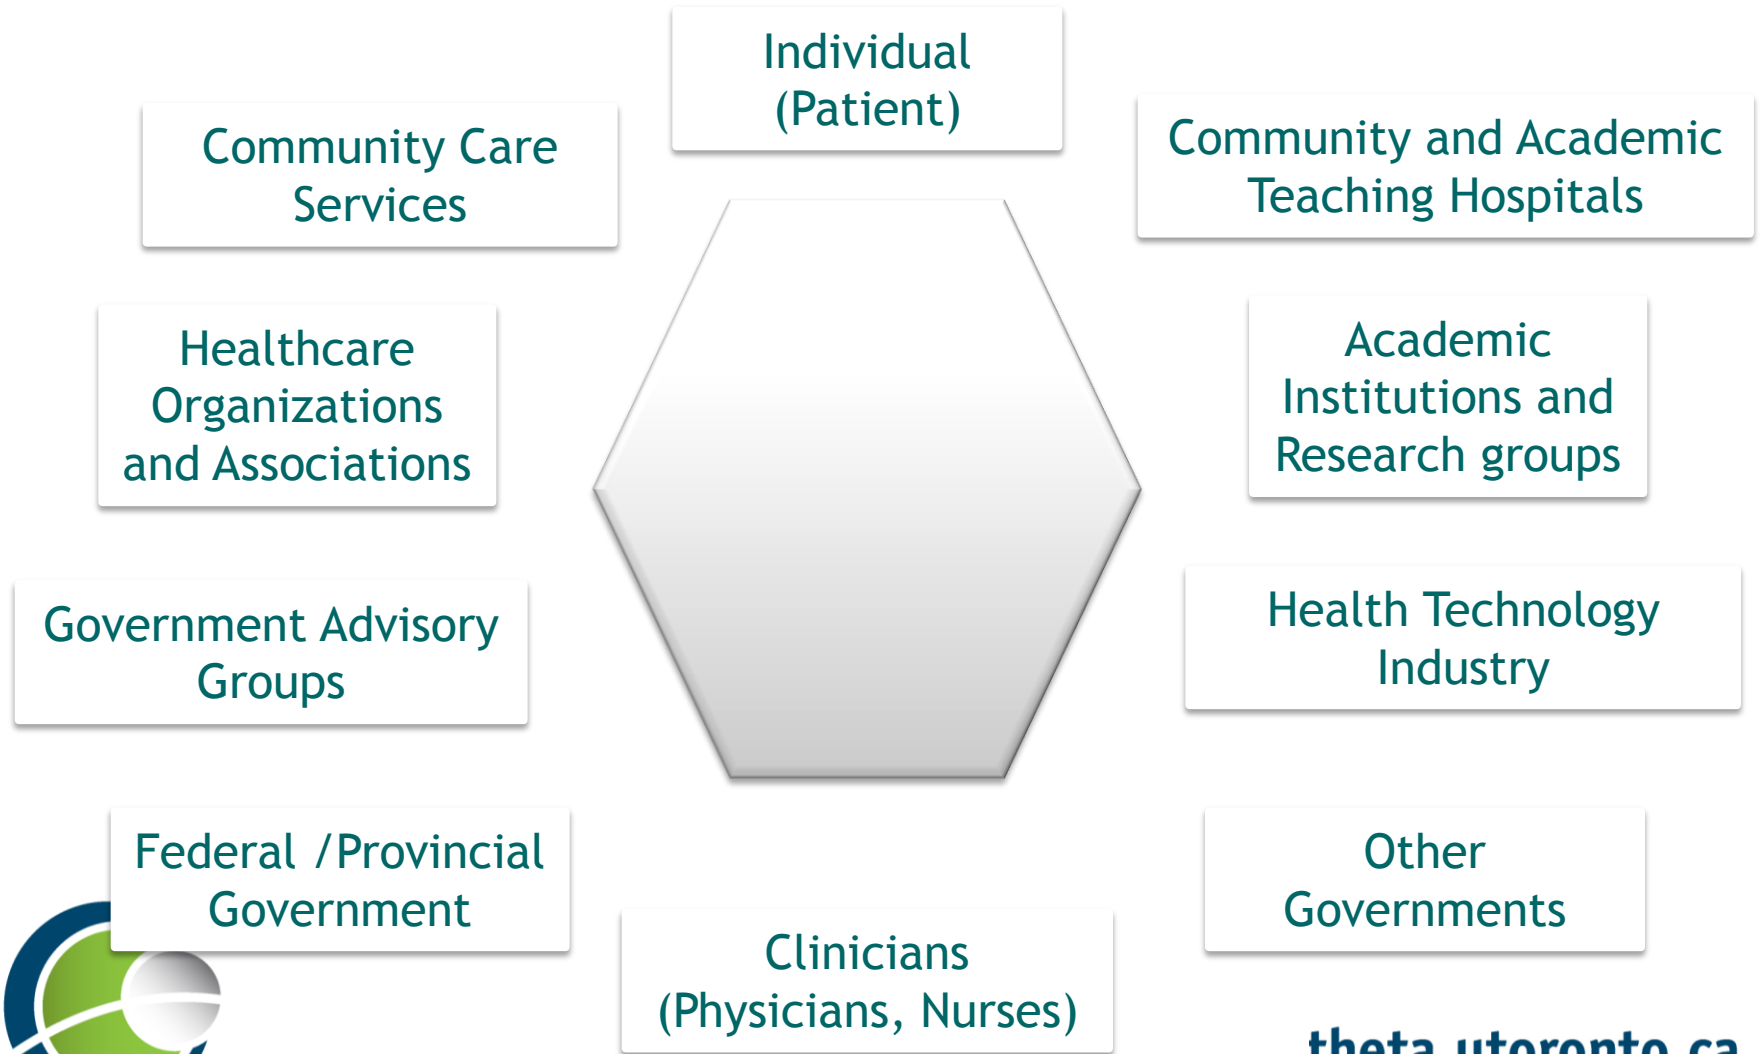 Individual
(Patient)
Community Care
Services
Community and Academic
Teaching Hospitals
Healthcare
Organizations
and Associations
Academic
Institutions and
Research groups
Government Advisory
Groups
Health Technology
Industry
Federal /Provincial
Government
Other
Governments
Clinicians
(Physicians, Nurses)
theta.utoronto.ca